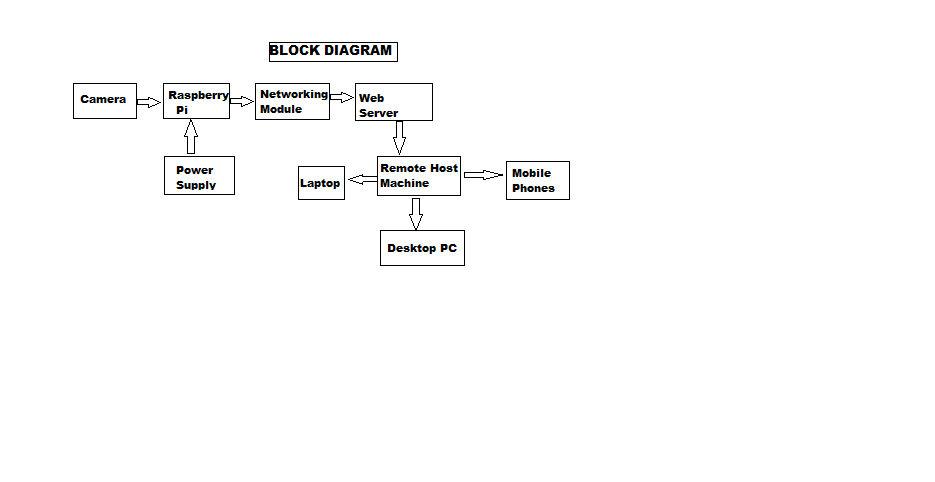 BLOCK DIAGRAM
Camera
Raspberry
Pi
Networking
Module
Web
Server
Power
Supply
Laptop
Remote Host
Machine
Mobile
Phones
Desktop PC